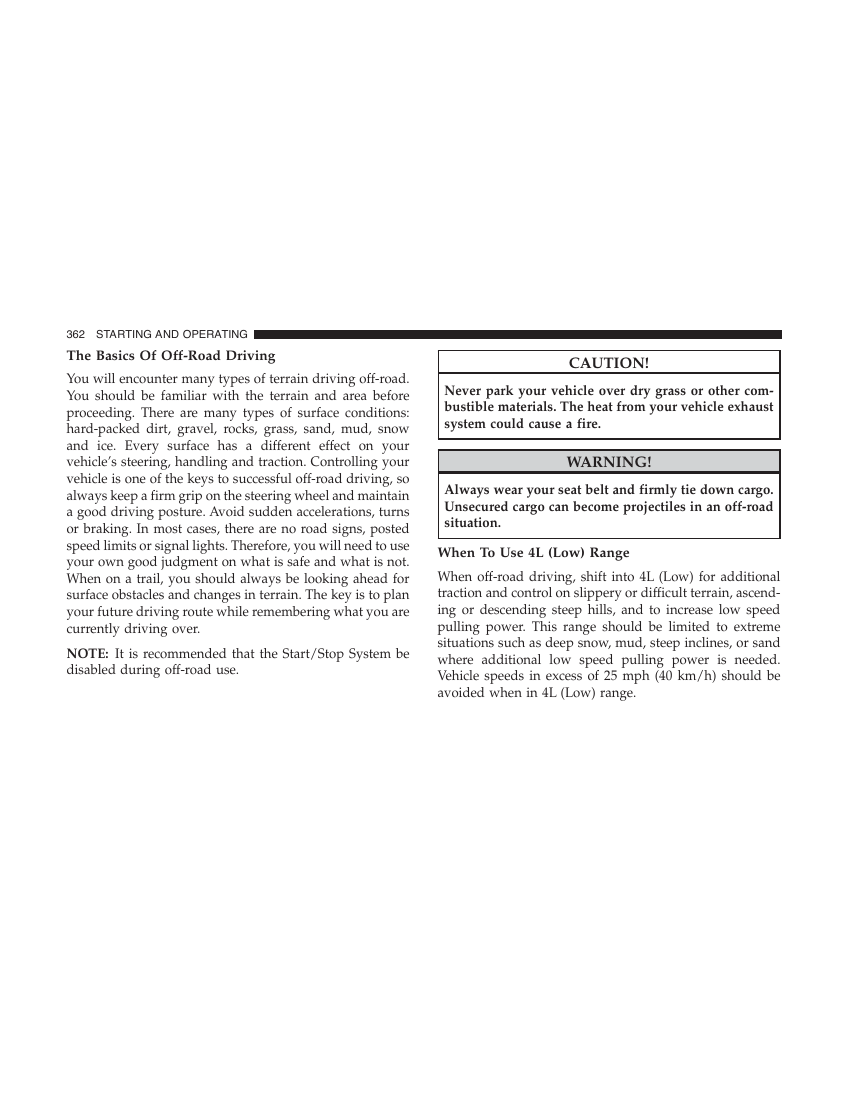 362 STARTING AND OPERATING
The Basics Of Off-Road Driving
You will encounter many types of terrain driving off-road.
You should be familiar with the terrain and area before
proceeding. There are many types of surface conditions:
hard-packed dirt, gravel, rocks, grass, sand, mud, snow
and ice. Every surface has a different effect on your
vehicle's steering, handling and traction. Controlling your
vehicle is one of the keys to successful off-road driving, so
always keep a firm grip on the steering wheel and maintain
a good driving posture. Avoid sudden accelerations, turns
or braking. In most cases, there are no road signs, posted
speed limits or signal lights. Therefore, you will need to use
your own good judgment on what is safe and what is not.
When on a trail, you should always be looking ahead for
surface obstacles and changes in terrain. The key is to plan
your future driving route while remembering what you are
currently driving over.
NOTE: It is recommended that the Start/Stop System be
disabled during off-road use.
CAUTION!
Never park your vehicle over dry grass or other com-
bustible materials. The heat from your vehicle exhaust
system could cause a fire.
WARNING!
Always wear your seat belt and firmly tie down cargo.
Unsecured cargo can become projectiles in an off-road
situation.
When To Use 4L (Low) Range
When off-road driving, shift into 4L (Low) for additional
traction and control on slippery or difficult terrain, ascend-
ing or descending steep hills, and to increase low speed
pulling power. This range should be limited to extreme
situations such as deep snow, mud, steep inclines, or sand
where additional low speed pulling power is needed.
Vehicle speeds in excess of 25 mph (40 km/h) should be
avoided when in 4L (Low) range.